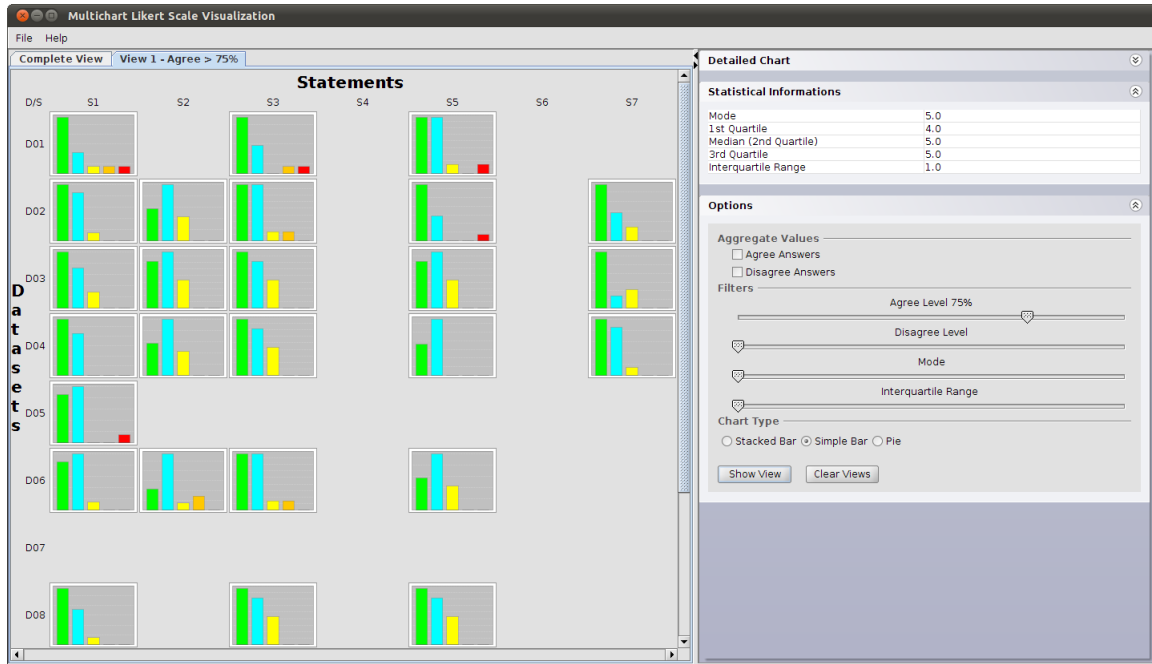 Multichart Likert Scale Visualization
File Help
Complete View View 1 - Agree > 75%
Statements
D/S S1 S2 S3 S4 S5 S6 S7
Datasets
D01
D02
D03
D04
D05
D06
D07
D08
Detailed Chart
Statistical Informations
Mode 5.0
1st Quartile 4.0
Median (2nd Quartile) 5.0
3rd Quartile 5.0
Interquartile Range 1.0
Options
Aggregate Values
Agree Answers
Disagree Answers
Filters
Agree Level 75%
Disagree Level
Mode
Interquartile Range
Chart Type
Stacked Bar Simple Bar Pie
Show View Clear Views